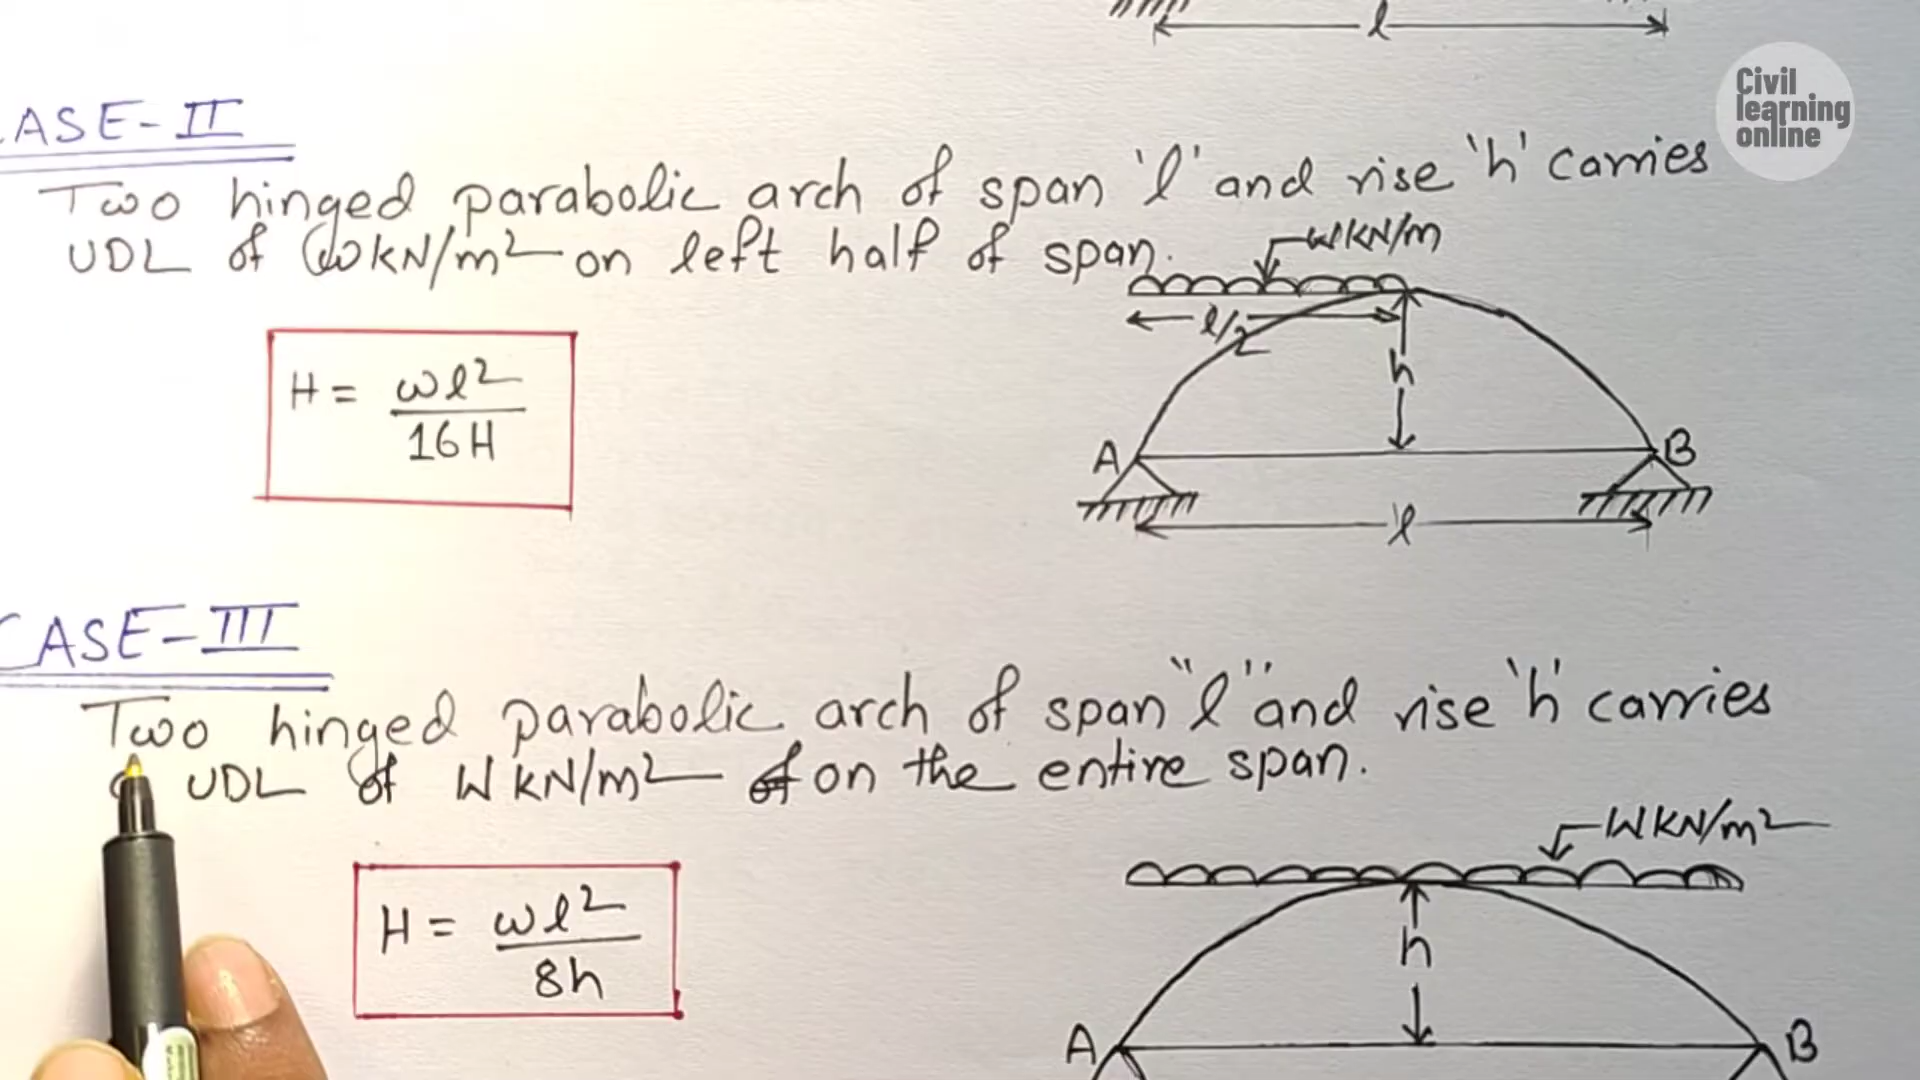 l
Civil
learning
online
CASE-II
Two hinged parabolic arch of span 'l' and rise 'h' carries
UDL of WKN/m² on left half of span.
WKN/m
l/2
h
H = ωl²/16H
A
B
l
CASE-III
Two hinged parabolic arch of span "l" and rise 'h' carries
a UDL of WKN/m² of on the entire span.
WKN/m²
H = ωl²/8h
h
A
B